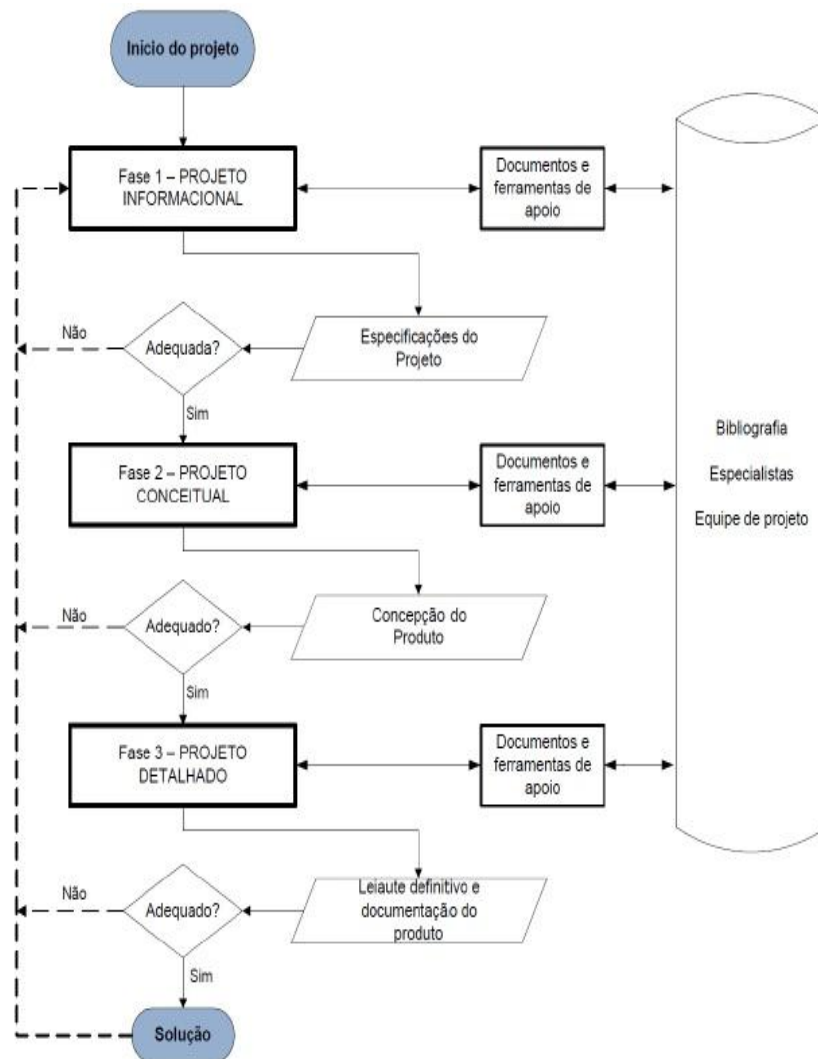 Início do projeto
Fase 1 – PROJETO
INFORMACIONAL
Documentos e
ferramentas de
apoio
Especificações do
Projeto
Adequada?
Não
Sim
Fase 2 – PROJETO
CONCEITUAL
Documentos e
ferramentas de
apoio
Bibliografia
Especialistas
Equipe de projeto
Concepção do
Produto
Adequado?
Não
Sim
Fase 3 – PROJETO
DETALHADO
Documentos e
ferramentas de
apoio
Leiaute definitivo e
documentação do
produto
Adequado?
Não
Sim
Solução